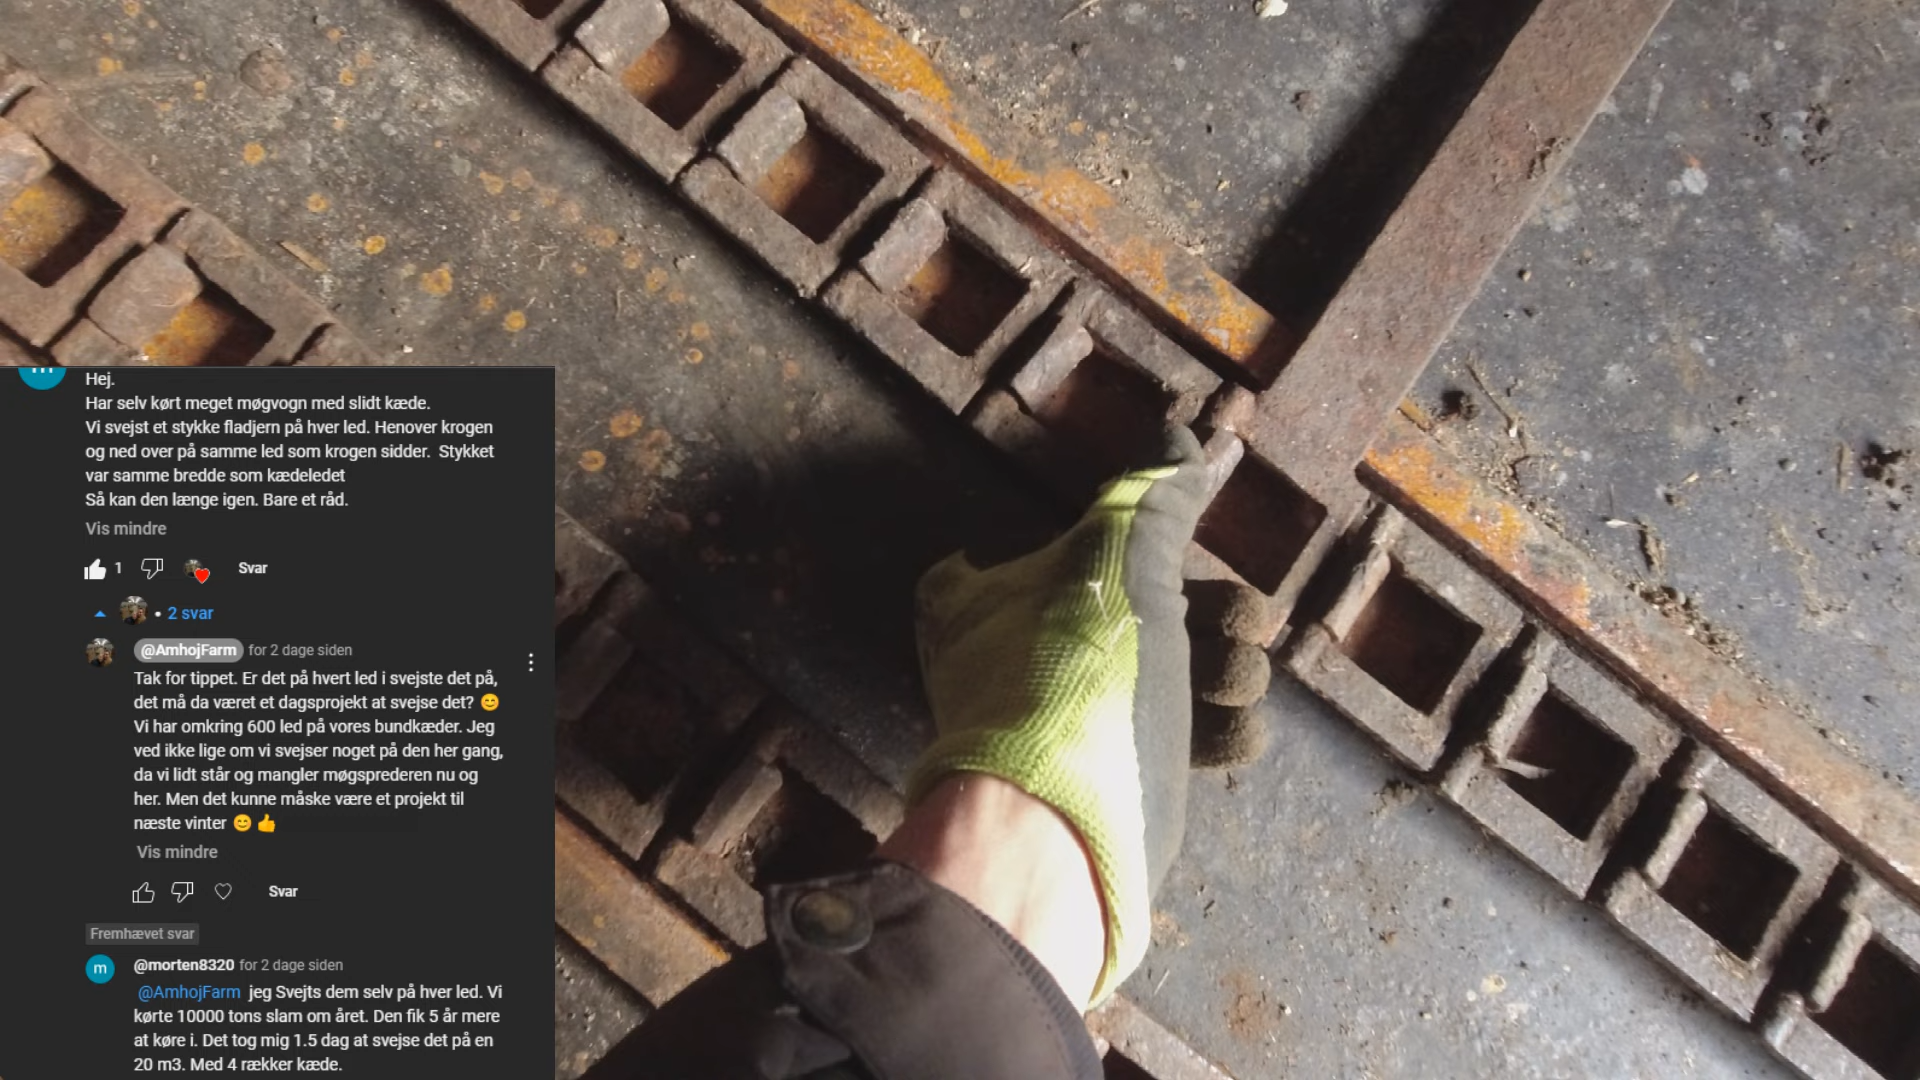 Hej.
Har selv kørt meget møgvogn med slidt kæde.
Vi svejst et stykke fladjern på hver led. Henover krogen
og ned over på samme led som krogen sidder. Stykket
var samme bredde som kædeledet
Så kan den længe igen. Bare et råd.
Vis mindre
1 Svar
2 svar
@AmhojFarm for 2 dage siden
Tak for tippet. Er det på hvert led i svejste det på,
det må da været et dagsprojekt at svejse det? 😊
Vi har omkring 600 led på vores bundkæder. Jeg
ved ikke lige om vi svejser noget på den her gang,
da vi lidt står og mangler møgsprederen nu og
her. Men det kunne måske være et projekt til
næste vinter 😊 👍
Vis mindre
Svar
Fremhævet svar
m
@morten8320 for 2 dage siden
@AmhojFarm jeg Svejts dem selv på hver led. Vi
kørte 10000 tons slam om året. Den fik 5 år mere
at køre i. Det tog mig 1.5 dag at svejse det på en
20 m3. Med 4 rækker kæde.